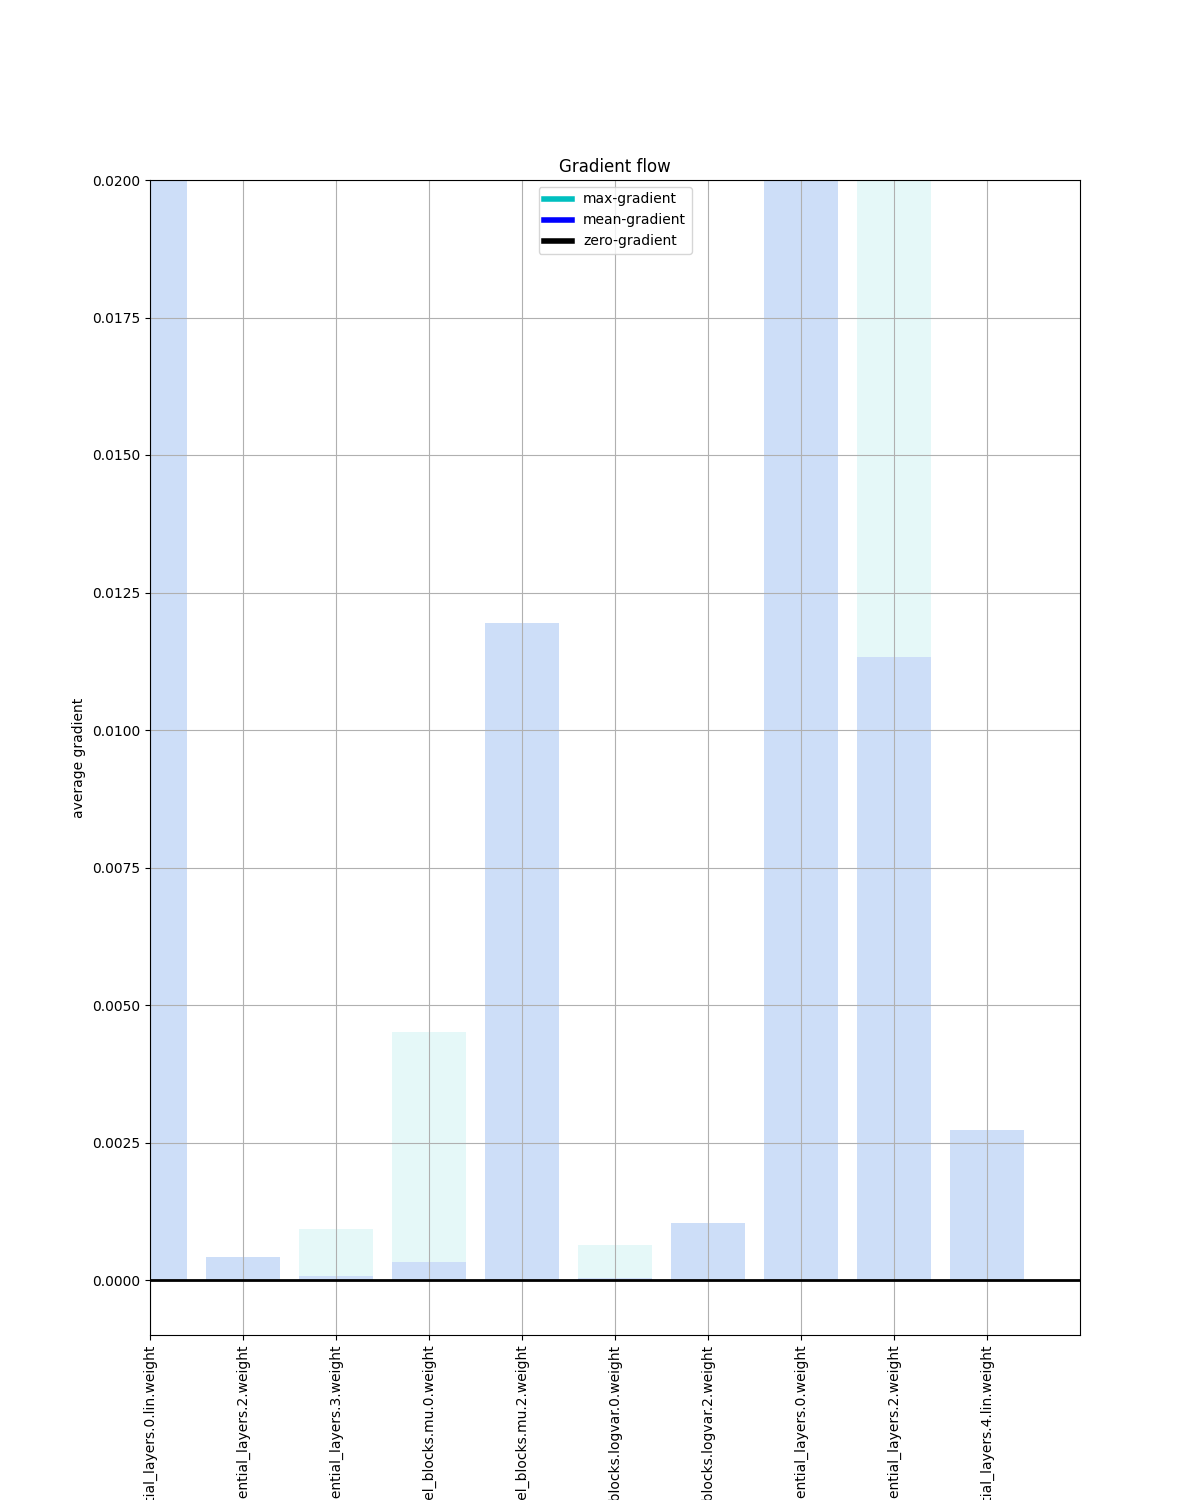 Gradient flow
max-gradient
mean-gradient
zero-gradient
0.0200
0.0175
0.0150
0.0125
0.0100
0.0075
0.0050
0.0025
0.0000
average gradient
tial_layers.0.lin.weight
ential_layers.2.weight
ential_layers.3.weight
el_blocks.mu.0.weight
el_blocks.mu.2.weight
blocks.logvar.0.weight
blocks.logvar.2.weight
ential_layers.0.weight
ential_layers.2.weight
tial_layers.4.lin.weight